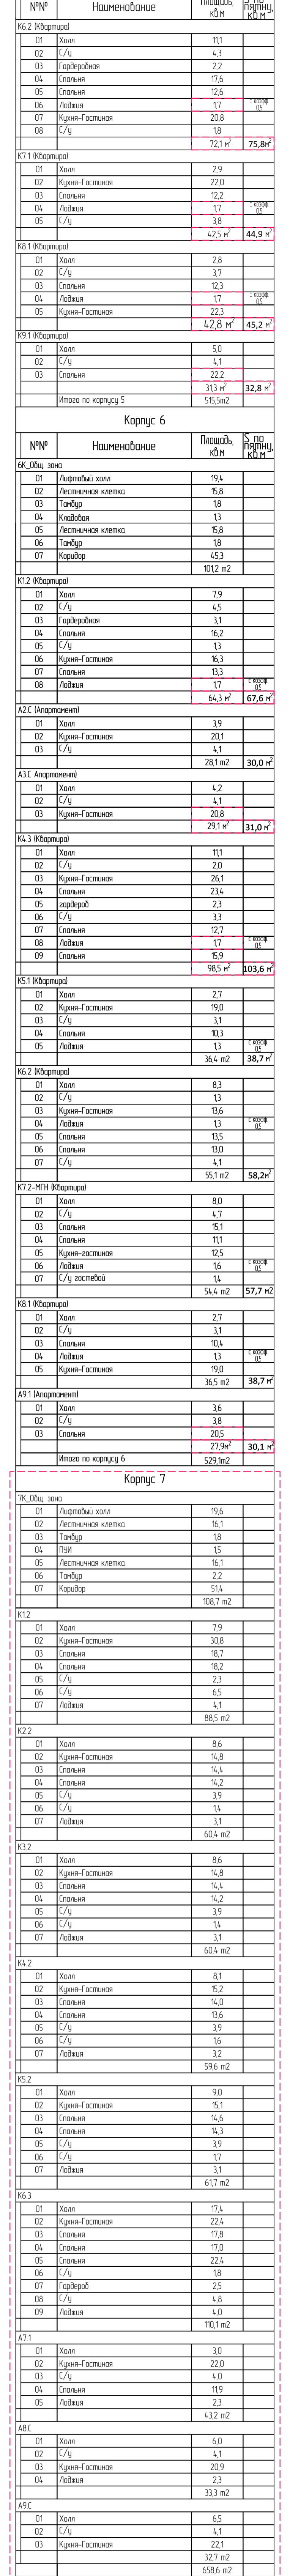 №№ Наименование Площадь, кв.м S по пятну, кв.м
К6.2 (Квартира)
01 Холл 11,1
02 С/у 4,3
03 Гардеробная 2,2
04 Спальня 17,6
05 Спальня 12,6
06 Лоджия 1,7 с коэфф 0,5
07 Кухня-Гостиная 20,8
08 С/у 1,8
72,1 м² 75,8м²
К7.1 (Квартира)
01 Холл 2,9
02 Кухня-Гостиная 22,0
03 Спальня 12,2
04 Лоджия 1,7 с коэфф 0,5
05 С/у 3,8
42,5 м² 44,9 м²
К8.1 (Квартира)
01 Холл 2,8
02 С/у 3,7
03 Спальня 12,3
04 Лоджия 1,7 с коэфф 0,5
05 Кухня-Гостиная 22,3
42,8 м² 45,2 м²
К9.1 (Квартира)
01 Холл 5,0
02 С/у 4,1
03 Спальня 22,2
31,3 м² 32,8 м²
Итого по корпусу 5 515,5м2
Корпус 6
№№ Наименование Площадь, кв.м S по пятну, кв.м
6К_Общ. зона
01 Лифтовый холл 19,4
02 Лестничная клетка 15,8
03 Тамбур 1,8
04 Кладовая 1,3
05 Лестничная клетка 15,8
06 Тамбур 1,8
07 Коридор 45,3
101,2 m2
К1.2 (Квартира)
01 Холл 7,9
02 С/у 4,5
03 Гардеробная 3,1
04 Спальня 16,2
05 С/у 1,3
06 Кухня-Гостиная 16,3
07 Спальня 13,3
08 Лоджия 1,7 с коэфф 0,5
64,3 м² 67,6 м²
А2.С (Апартамент)
01 Холл 3,9
02 Кухня-Гостиная 20,1
03 С/у 4,1
28,1 m2 30,0 м²
А3.С Апартамент)
01 Холл 4,2
02 С/у 4,1
03 Кухня-Гостиная 20,8
29,1 м² 31,0 м²
К4.3 (Квартира)
01 Холл 11,1
02 С/у 2,0
03 Кухня-Гостиная 26,1
04 Спальня 23,4
05 гардероб 2,3
06 С/у 3,3
07 Спальня 12,7
08 Лоджия 1,7 с коэфф 0,5
09 Спальня 15,9
98,5 м² 103,6 м²
К5.1 (Квартира)
01 Холл 2,7
02 Кухня-Гостиная 19,0
03 С/у 3,1
04 Спальня 10,3
05 Лоджия 1,3 с коэфф 0,5
36,4 m2 38,7 м²
К6.2 (Квартира)
01 Холл 8,3
02 С/у 1,3
03 Кухня-Гостиная 13,6
04 Лоджия 1,3 с коэфф 0,5
05 Спальня 13,5
06 Спальня 13,0
07 С/у 4,1
55,1 m2 58,2м²
К7.2-МГН (Квартира)
01 Холл 8,0
02 С/у 4,7
03 Спальня 15,1
04 Спальня 11,1
05 Кухня-гостиная 12,5
06 Лоджия 1,6 с коэфф 0,5
07 С/у гостевой 1,4
54,4 m2 57,7 м2
К8.1 (Квартира)
01 Холл 2,7
02 С/у 3,1
03 Спальня 10,4
04 Лоджия 1,3 с коэфф 0,5
05 Кухня-Гостиная 19,0
36,5 m2 38,7 м²
А9.1 (Апартамент)
01 Холл 3,6
02 С/у 3,8
03 Спальня 20,5
27,9м² 30,1 м²
Итого по корпусу 6 529,1m2
Корпус 7
7К_Общ. зона
01 Лифтовый холл 19,6
02 Лестничная клетка 16,1
03 Тамбур 1,8
04 ПУИ 1,5
05 Лестничная клетка 16,1
06 Тамбур 2,2
07 Коридор 51,4
108,7 m2
К1.2
01 Холл 7,9
02 Кухня-Гостиная 30,8
03 Спальня 18,7
04 Спальня 18,2
05 С/у 2,3
06 С/у 6,5
07 Лоджия 4,1
88,5 m2
К2.2
01 Холл 8,6
02 Кухня-Гостиная 14,8
03 Спальня 14,4
04 Спальня 14,2
05 С/у 3,9
06 С/у 1,4
07 Лоджия 3,1
60,4 m2
К3.2
01 Холл 8,6
02 Кухня-Гостиная 14,8
03 Спальня 14,4
04 Спальня 14,2
05 С/у 3,9
06 С/у 1,4
07 Лоджия 3,1
60,4 m2
К4.2
01 Холл 8,1
02 Кухня-Гостиная 15,2
03 Спальня 14,0
04 Спальня 13,6
05 С/у 3,9
06 С/у 1,6
07 Лоджия 3,2
59,6 m2
К5.2
01 Холл 9,0
02 Кухня-Гостиная 15,1
03 Спальня 14,6
04 Спальня 14,3
05 С/у 3,9
06 С/у 1,7
07 Лоджия 3,1
61,7 m2
К6.3
01 Холл 17,4
02 Кухня-Гостиная 22,4
03 Спальня 17,8
04 Спальня 17,0
05 Спальня 22,4
06 С/у 1,8
07 Гардероб 2,5
08 С/у 4,8
09 Лоджия 4,0
110,1 m2
А7.1
01 Холл 3,0
02 Кухня-Гостиная 22,0
03 С/у 4,0
04 Спальня 11,9
05 Лоджия 2,3
43,2 m2
А8.С
01 Холл 6,0
02 С/у 4,1
03 Кухня-Гостиная 20,9
04 Лоджия 2,3
33,3 m2
А9.С
01 Холл 6,5
02 С/у 4,1
03 Кухня-Гостиная 22,1
32,7 m2
658,6 m2